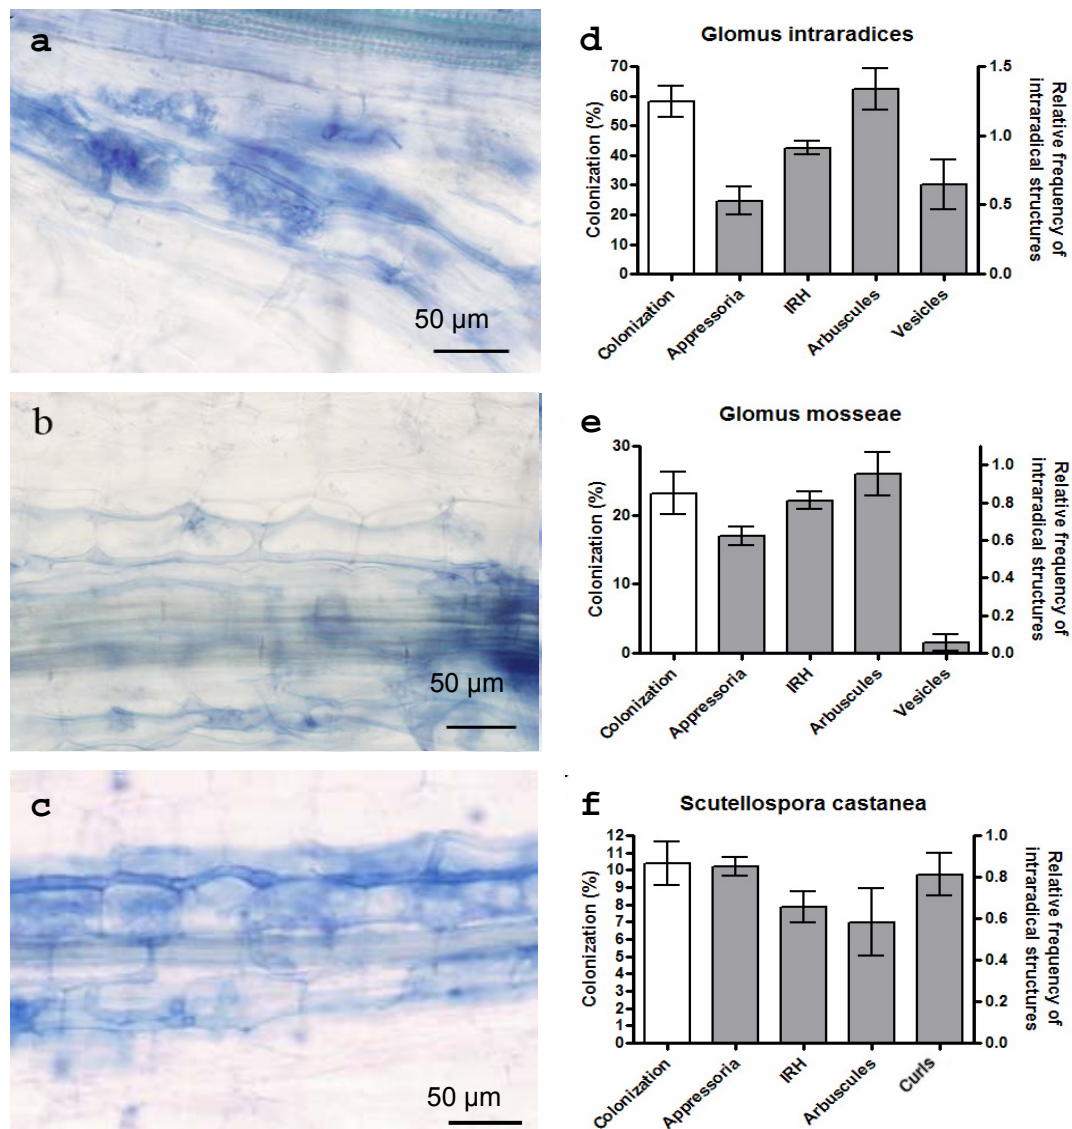 a
50 µm
b
50 µm
c
50 µm
d
Glomus intraradices
70
60
50
40
30
20
10
0
Colonization (%)
1.5
1.0
0.5
0.0
Relative frequency of
intraradical structures
Colonization
Appressoria
IRH
Arbuscules
Vesicles
e
Glomus mosseae
30
20
10
0
Colonization (%)
1.0
0.8
0.6
0.4
0.2
0.0
Relative frequency of
intraradical structures
Colonization
Appressoria
IRH
Arbuscules
Vesicles
f
Scutellospora castanea
12
11
10
9
8
7
6
5
4
3
2
1
0
Colonization (%)
1.0
0.8
0.6
0.4
0.2
0.0
Relative frequency of
intraradical structures
Colonization
Appressoria
IRH
Arbuscules
Curls